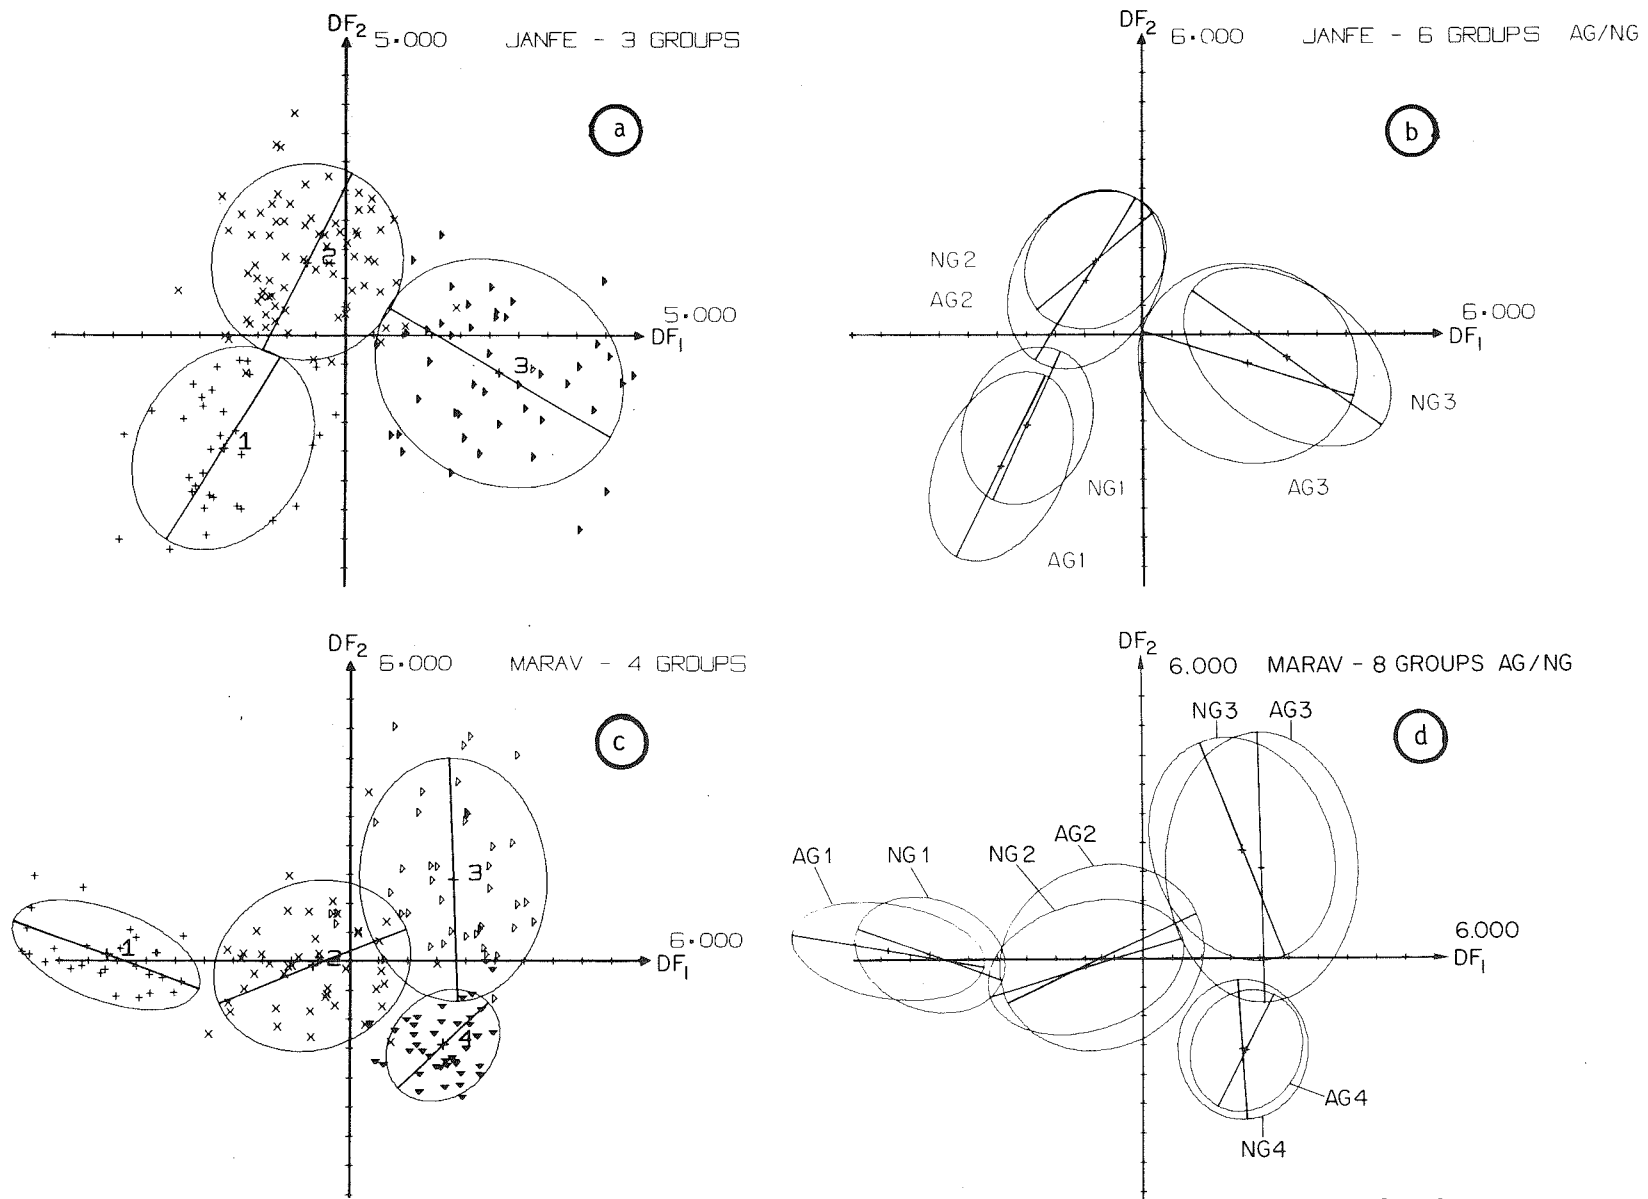 DF2 5.000 JANFE - 3 GROUPS
a
2
5.000
DF1
3
1
DF2 6.000 JANFE - 6 GROUPS AG/NG
b
NG2
AG2
6.000
DF1
NG3
NG1
AG3
AG1
DF2 6.000 MARAV - 4 GROUPS
c
3
1
2
6.000
DF1
4
DF2 6.000 MARAV - 8 GROUPS AG/NG
NG3 AG3
d
AG2
AG1 NG1 NG2
6.000
DF1
AG4
NG4